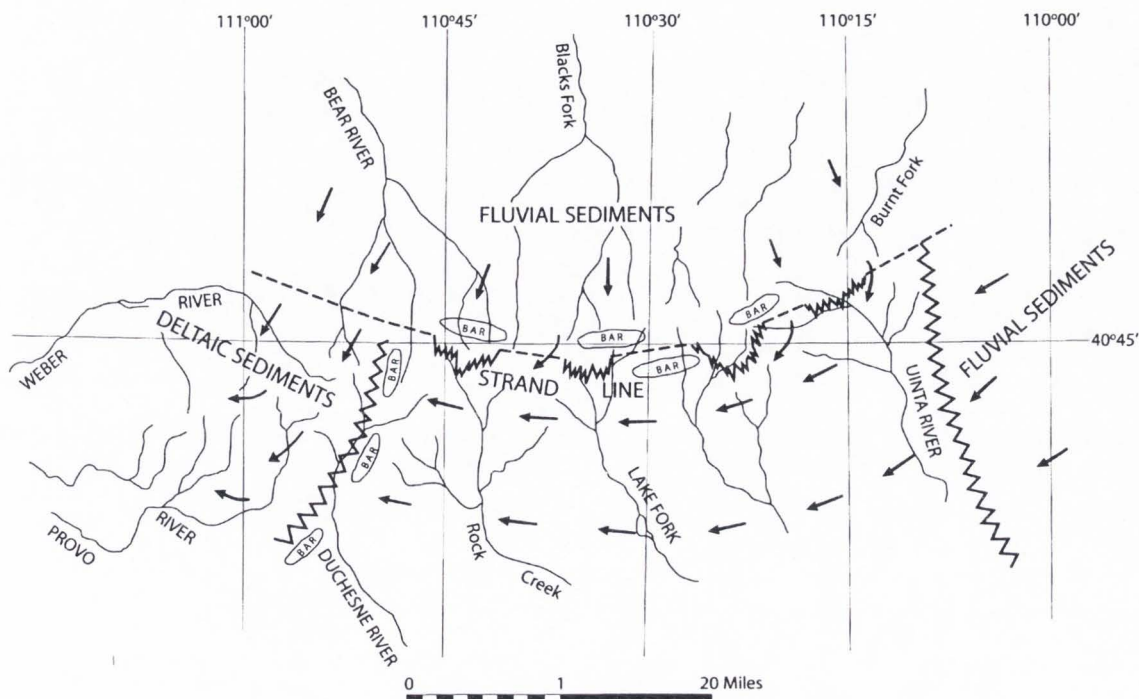 111°00'
110°45'
110°30'
110°15'
110°00'
BEAR RIVER
Blacks Fork
Burnt Fork
FLUVIAL SEDIMENTS
FLUVIAL SEDIMENTS
RIVER
WEBER
DELTAIC SEDIMENTS
BAR
BAR
BAR
BAR
BAR
BAR
BAR
40°45'
STRAND LINE
UINTA RIVER
LAKE FORK
Rock
Creek
PROVO
RIVER
DUCHESNE RIVER
0 1 20 Miles